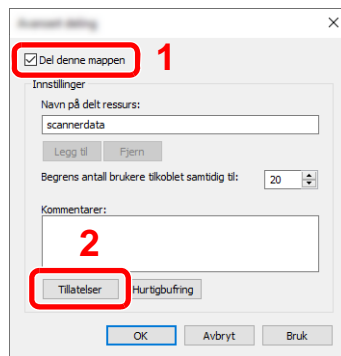 Avansert deling
Del denne mappen 1
Innstillinger
Navn på delt ressurs:
scannerdata
Legg til Fjern
Begrens antall brukere tilkoblet samtidig til: 20
Kommentarer:
2
Tillatelser Hurtigbufring
OK Avbryt Bruk